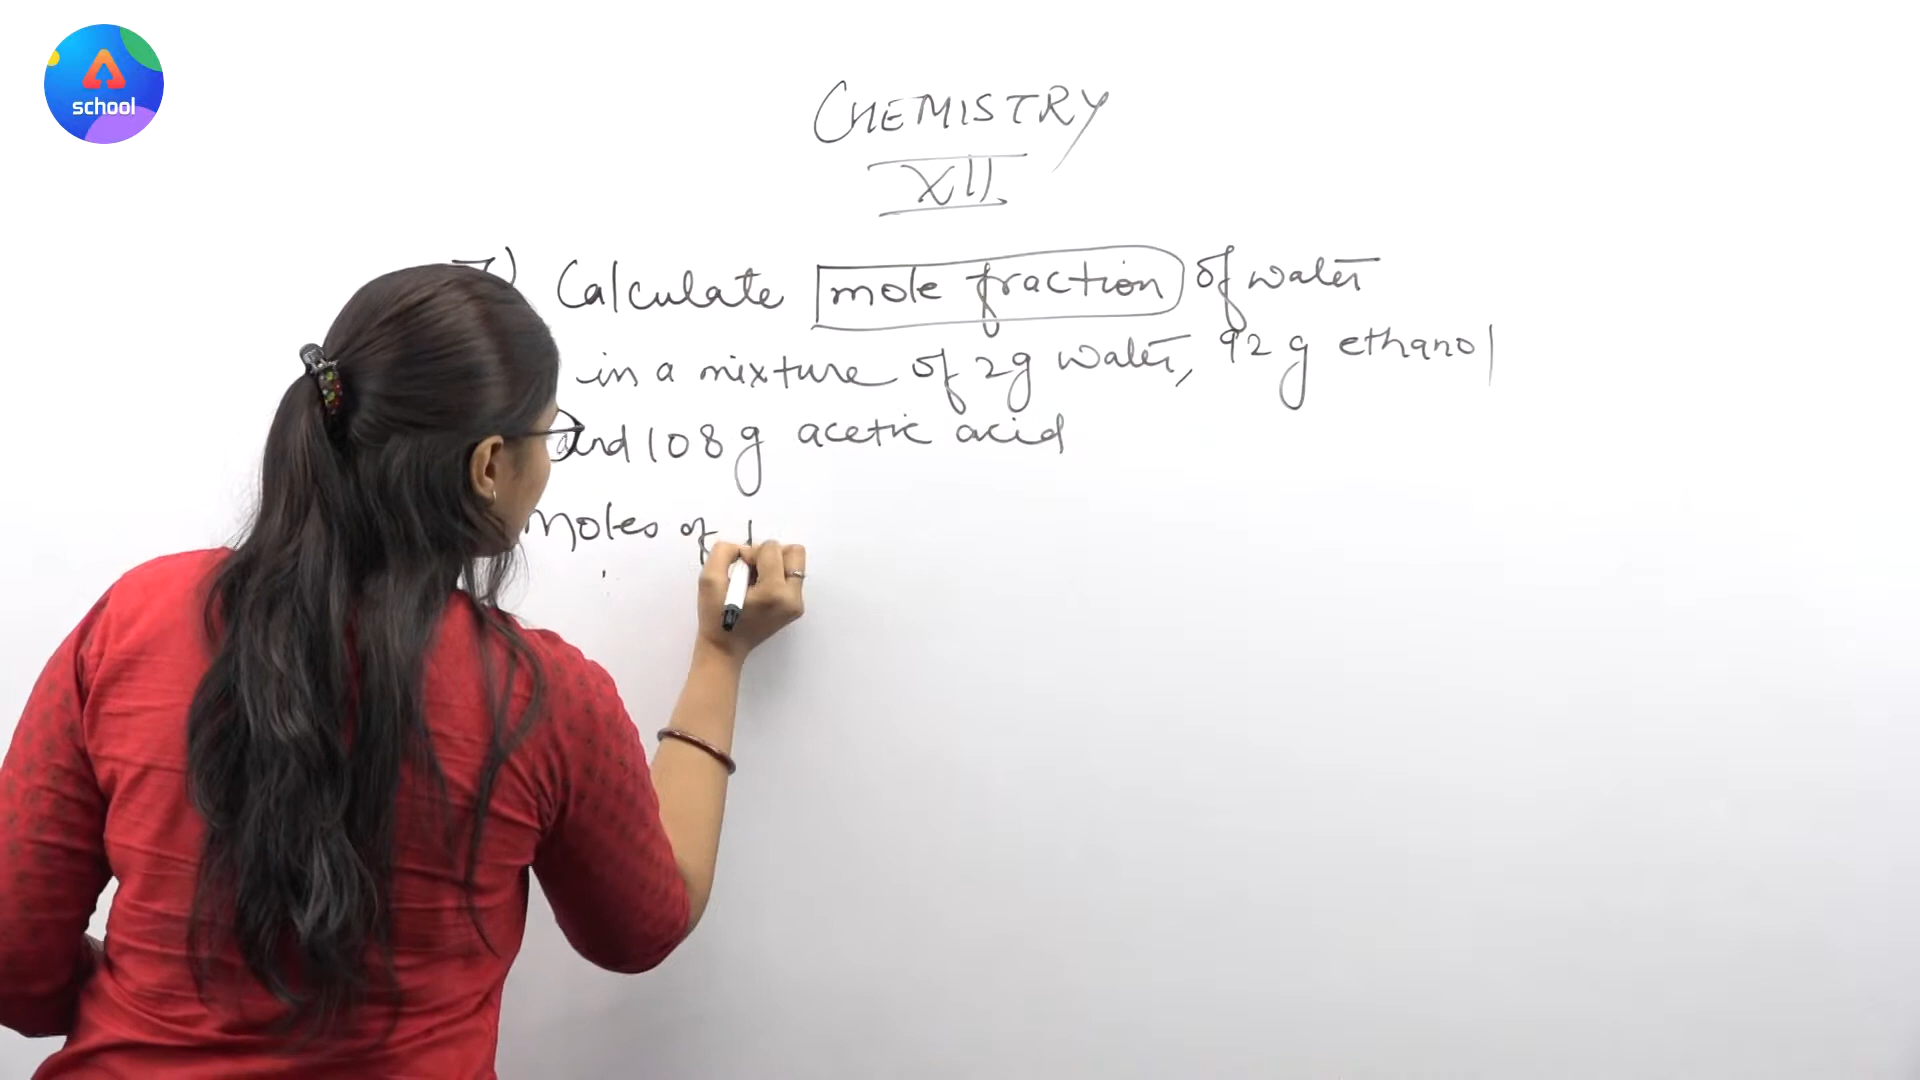 school
CHEMISTRY
XII
7) Calculate mole fraction of water
in a mixture of 2g water, 92 g ethanol
and 108 g acetic acid
Moles of